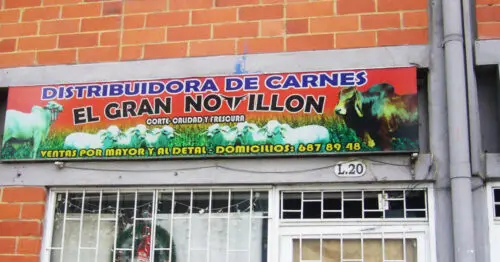 DISTRIBUIDORA DE CARNES
EL GRAN NOVILLON
CORTE-CALIDAD Y FRESCURA
VENTAS POR MAYOR Y AL DETAL - DOMICILIOS: 687 89 48
L.20